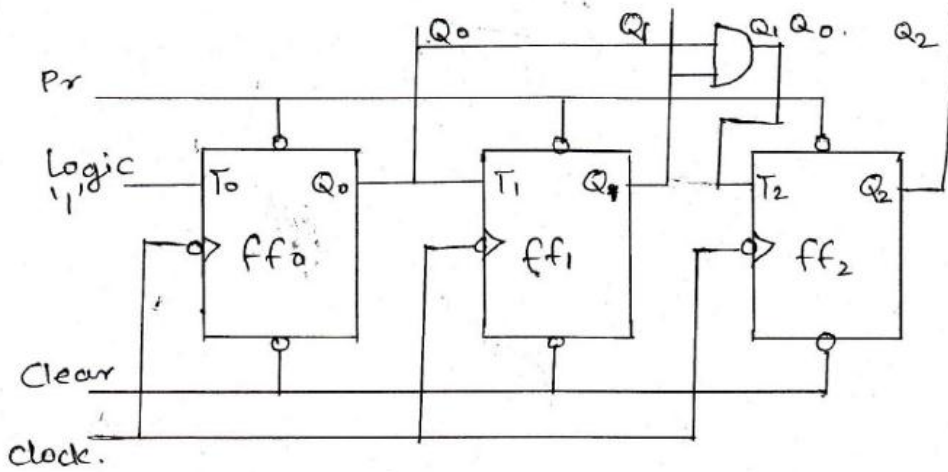 Q0 Q1 Q1 Q0. Q2
Pr
Logic
'1'
T0 Q0
T1 Q1
T2 Q2
ff0
ff1
ff2
Clear
Clock.